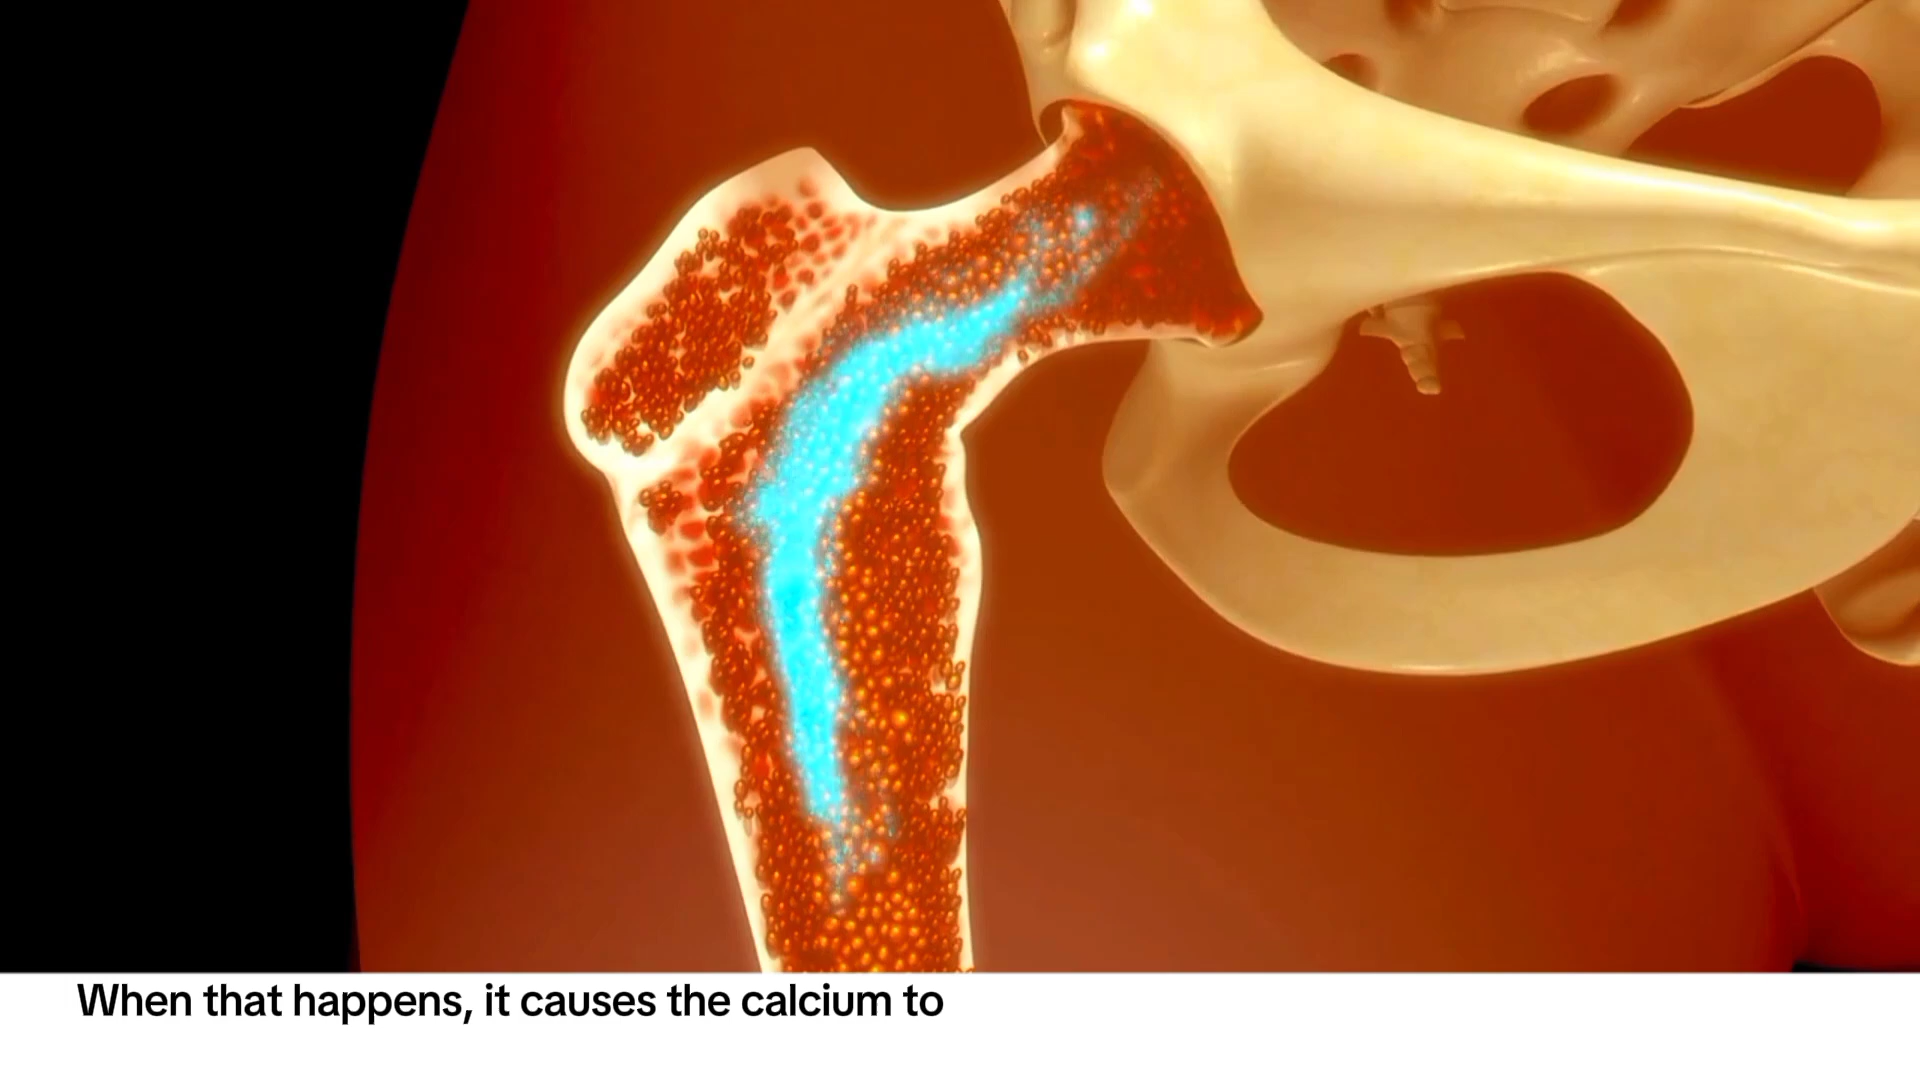 When that happens, it causes the calcium to